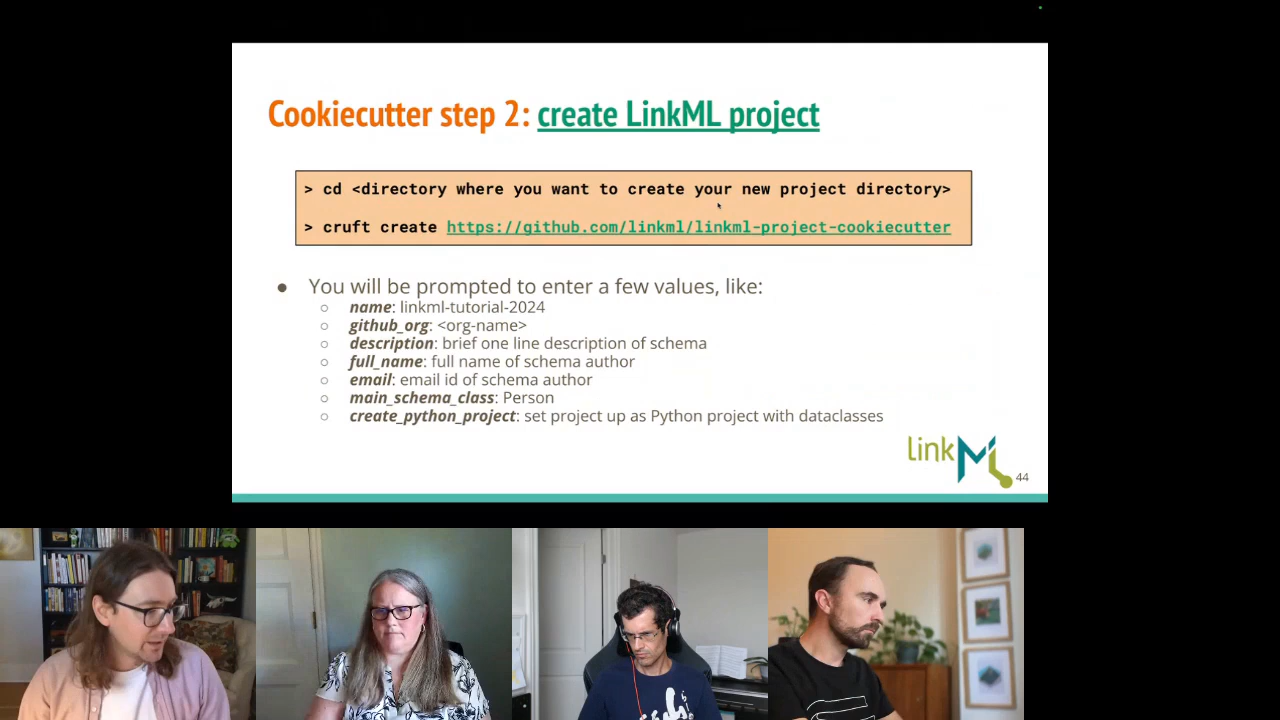 Cookiecutter step 2: create LinkML project
> cd <directory where you want to create your new project directory>
> cruft create https://github.com/linkml/linkml-project-cookiecutter
● You will be prompted to enter a few values, like:
○ name: linkml-tutorial-2024
○ github_org: <org-name>
○ description: brief one line description of schema
○ full_name: full name of schema author
○ email: email id of schema author
○ main_schema_class: Person
○ create_python_project: set project up as Python project with dataclasses
linkML
44